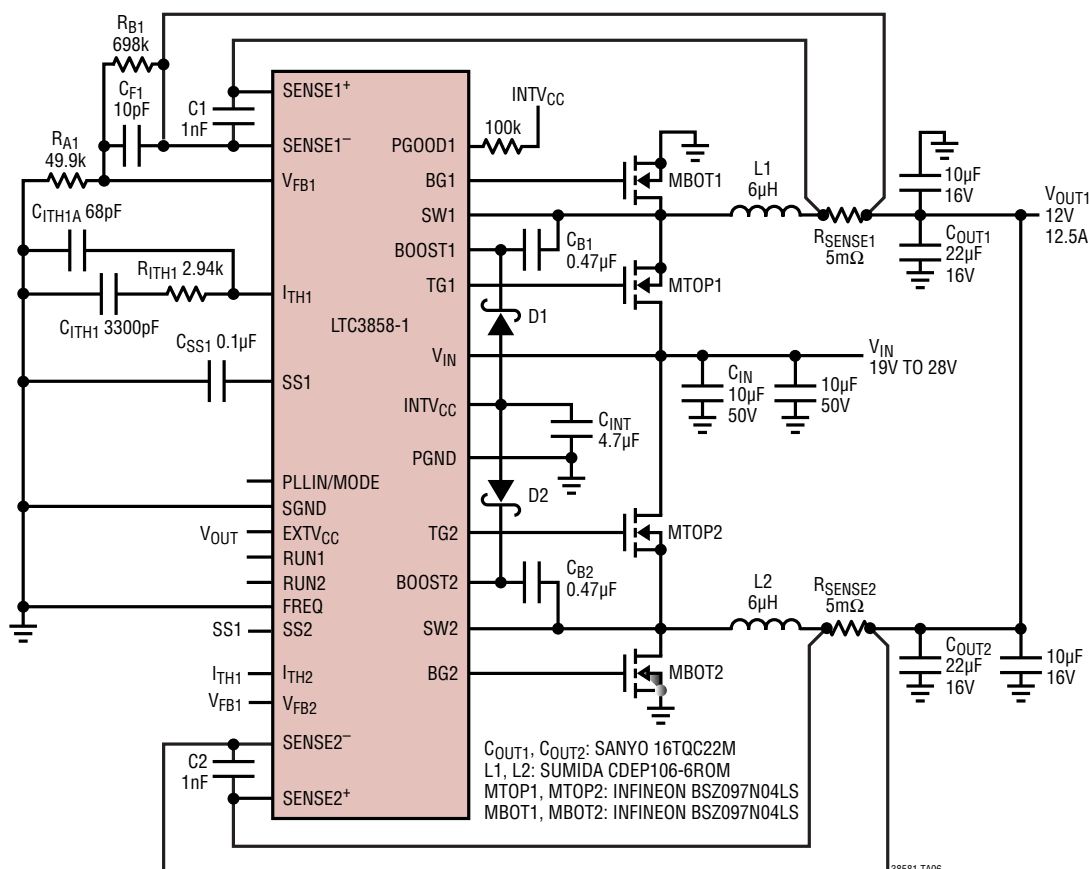 RB1
698k
CF1
10pF
RA1
49.9k
C1
1nF
CITH1A 68pF
RITH1 2.94k
CITH1 3300pF
CSS1 0.1µF
VOUT
SS1
ITH1
VFB1
C2
1nF
SENSE1+
SENSE1–
VFB1
ITH1
SS1
PLLIN/MODE
SGND
EXTVCC
RUN1
RUN2
FREQ
SS2
ITH2
VFB2
SENSE2–
SENSE2+
LTC3858-1
PGOOD1
BG1
SW1
BOOST1
TG1
VIN
INTVCC
PGND
TG2
BOOST2
SW2
BG2
INTVCC
100k
MBOT1
L1
6µH
CB1
0.47µF
MTOP1
D1
RSENSE1
5mΩ
10µF
16V
COUT1
22µF
16V
VOUT1
12V
12.5A
VIN
19V TO 28V
CIN
10µF
50V
10µF
50V
CINT
4.7µF
D2
MTOP2
CB2
0.47µF
L2
6µH
RSENSE2
5mΩ
MBOT2
COUT2
22µF
16V
10µF
16V
COUT1, COUT2: SANYO 16TQC22M
L1, L2: SUMIDA CDEP106-6ROM
MTOP1, MTOP2: INFINEON BSZ097N04LS
MBOT1, MBOT2: INFINEON BSZ097N04LS